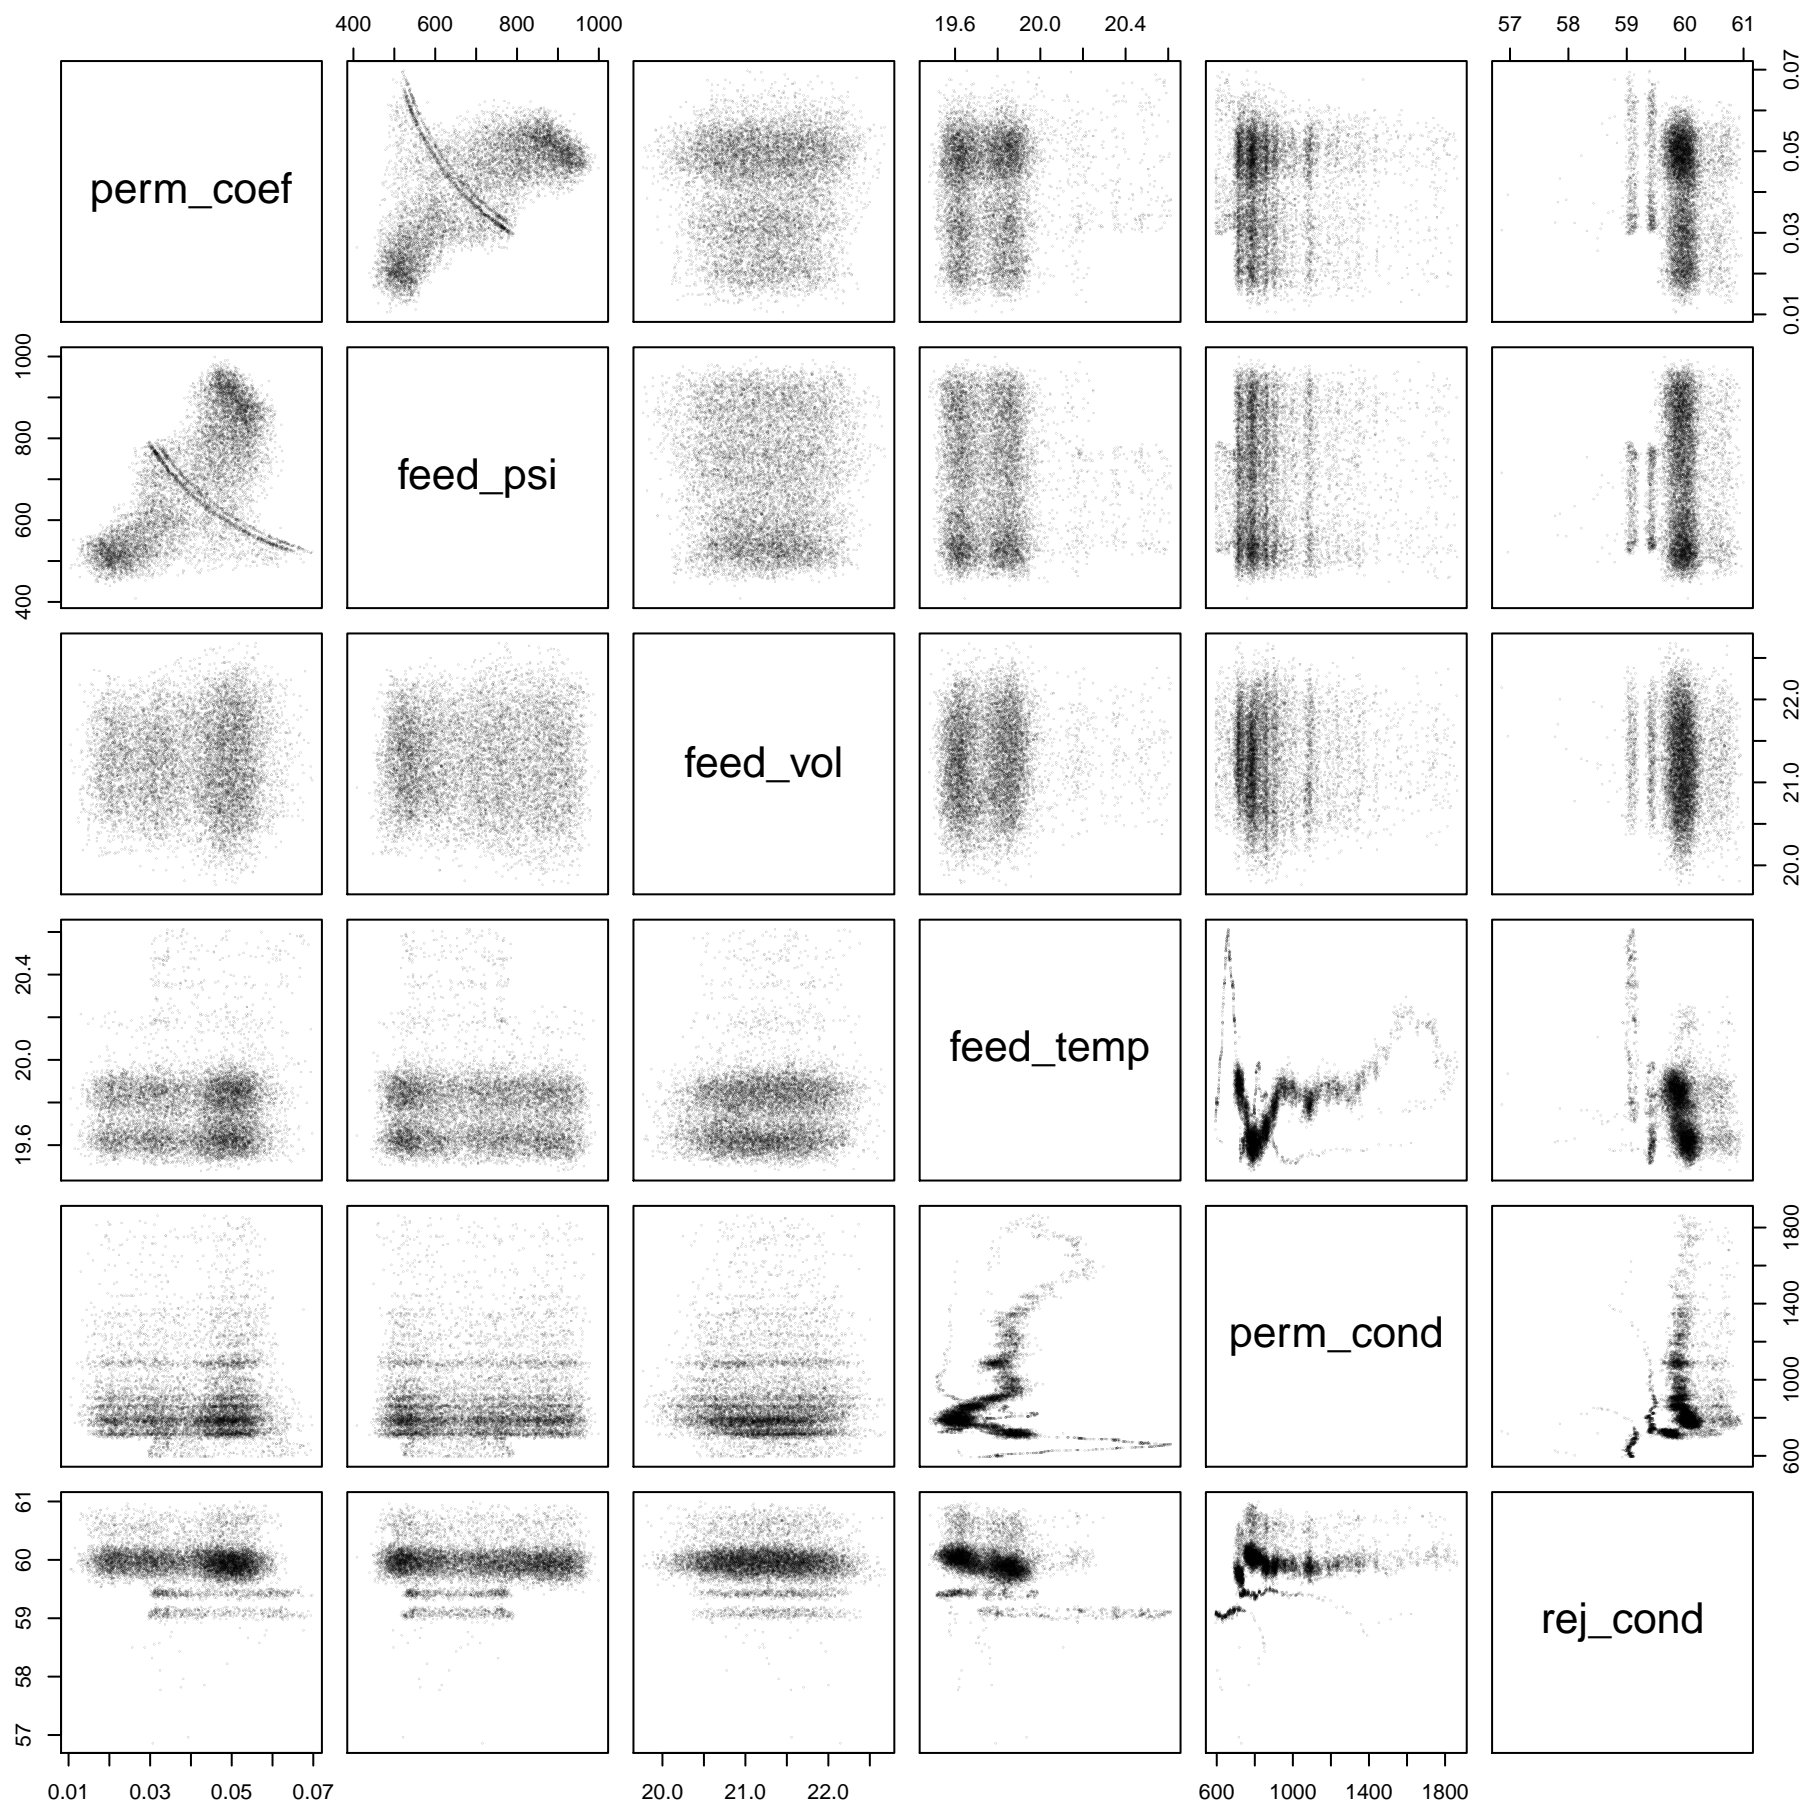 400 600 800 1000 19.6 20.0 20.4 57 58 59 60 61
perm_coef
0.01 0.03 0.05 0.07
400 600 800 1000
feed_psi
feed_vol
20.0 21.0 22.0
19.6 20.0 20.4
feed_temp
perm_cond
600 1000 1400 1800
57 58 59 60 61
rej_cond
0.01 0.03 0.05 0.07 20.0 21.0 22.0 600 1000 1400 1800